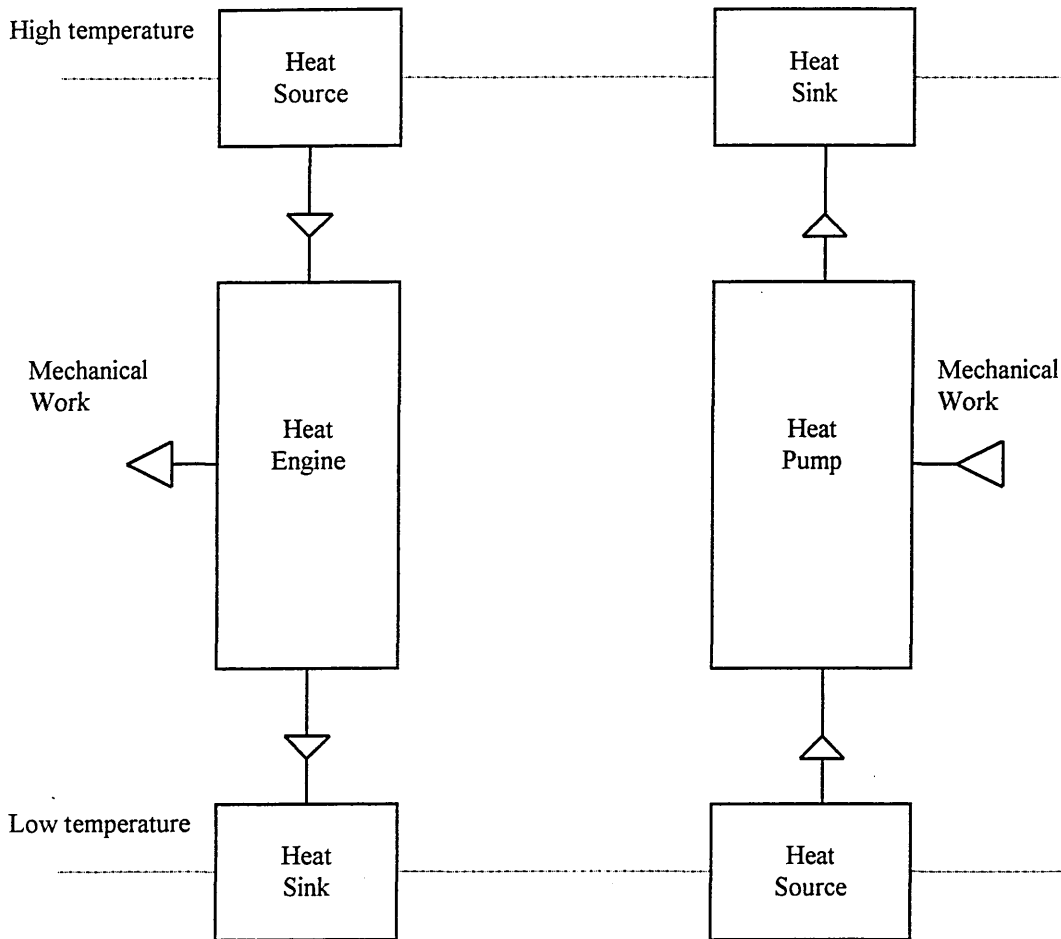 High temperature
Heat
Source
Heat
Sink
Mechanical
Work
Heat
Engine
Heat
Pump
Mechanical
Work
Low temperature
Heat
Sink
Heat
Source